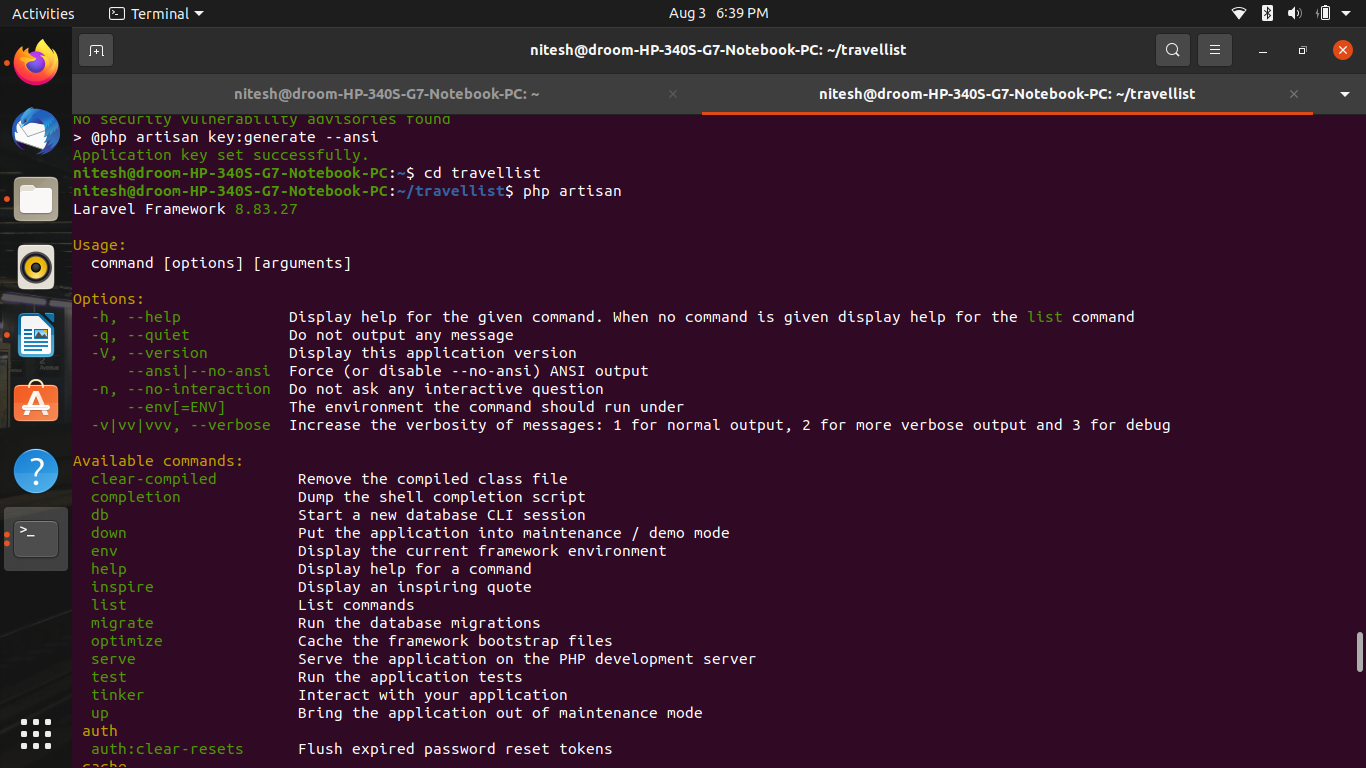 Activities
Terminal
Aug 3 6:39 PM
nitesh@droom-HP-340S-G7-Notebook-PC: ~/travellist
nitesh@droom-HP-340S-G7-Notebook-PC: ~
nitesh@droom-HP-340S-G7-Notebook-PC: ~/travellist
No security vulnerability advisories found
> @php artisan key:generate --ansi
Application key set successfully.
nitesh@droom-HP-340S-G7-Notebook-PC:~$ cd travellist
nitesh@droom-HP-340S-G7-Notebook-PC:~/travellist$ php artisan
Laravel Framework 8.83.27
Usage:
command [options] [arguments]
Options:
-h, --help Display help for the given command. When no command is given display help for the list command
-q, --quiet Do not output any message
-V, --version Display this application version
--ansi|--no-ansi Force (or disable --no-ansi) ANSI output
-n, --no-interaction Do not ask any interactive question
--env[=ENV] The environment the command should run under
-v|vv|vvv, --verbose Increase the verbosity of messages: 1 for normal output, 2 for more verbose output and 3 for debug
Available commands:
clear-compiled Remove the compiled class file
completion Dump the shell completion script
db Start a new database CLI session
down Put the application into maintenance / demo mode
env Display the current framework environment
help Display help for a command
inspire Display an inspiring quote
list List commands
migrate Run the database migrations
optimize Cache the framework bootstrap files
serve Serve the application on the PHP development server
test Run the application tests
tinker Interact with your application
up Bring the application out of maintenance mode
auth
auth:clear-resets Flush expired password reset tokens
cache